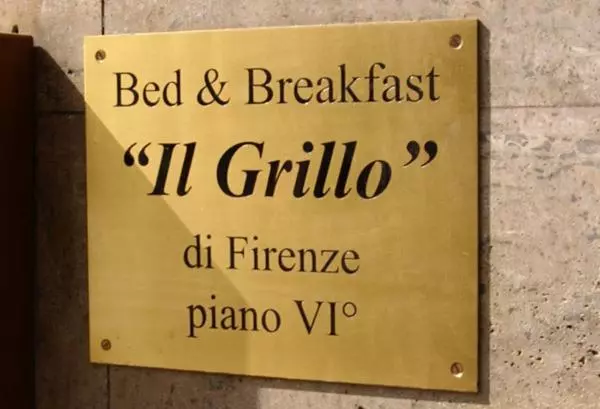 Bed & Breakfast
“Il Grillo”
di Firenze
piano VI°